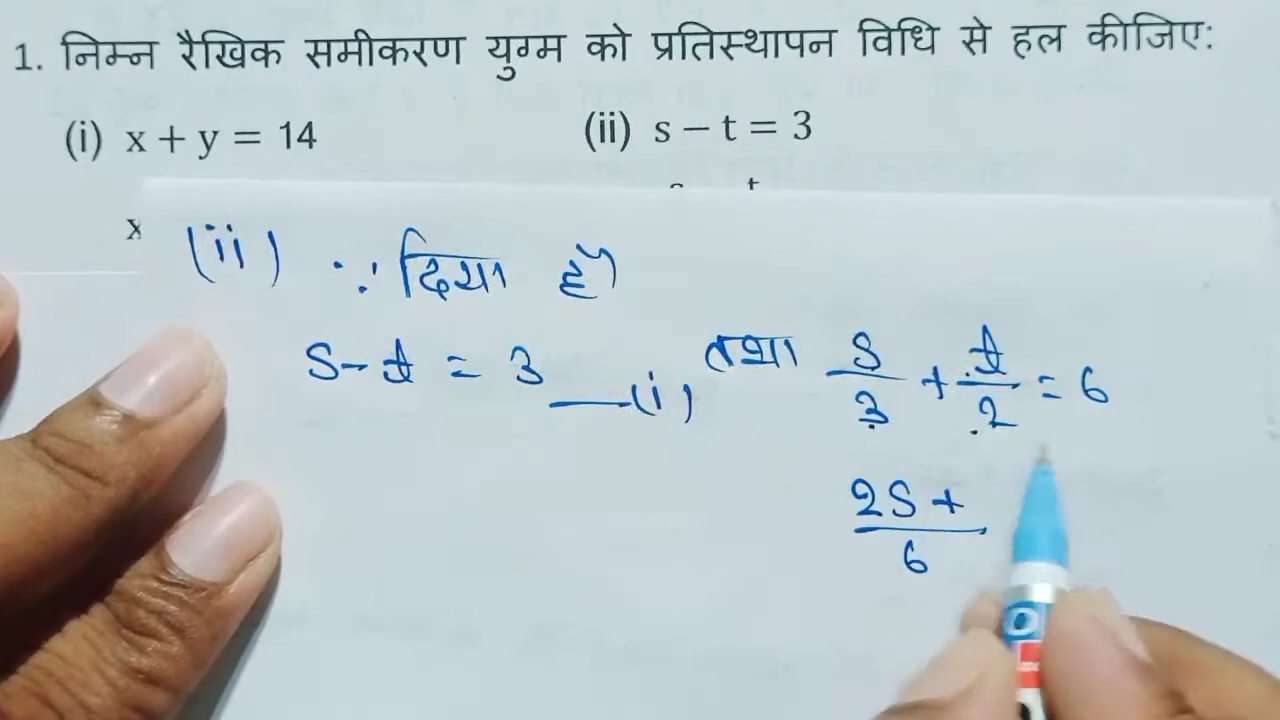 1. निम्न रैखिक समीकरण युग्म को प्रतिस्थापन विधि से हल कीजिए:
(i) x + y = 14 (ii) s − t = 3
x
(ii) ∵ दिया है
s − t = 3 —(i) तथा s/3 + t/2 = 6
2s + / 6